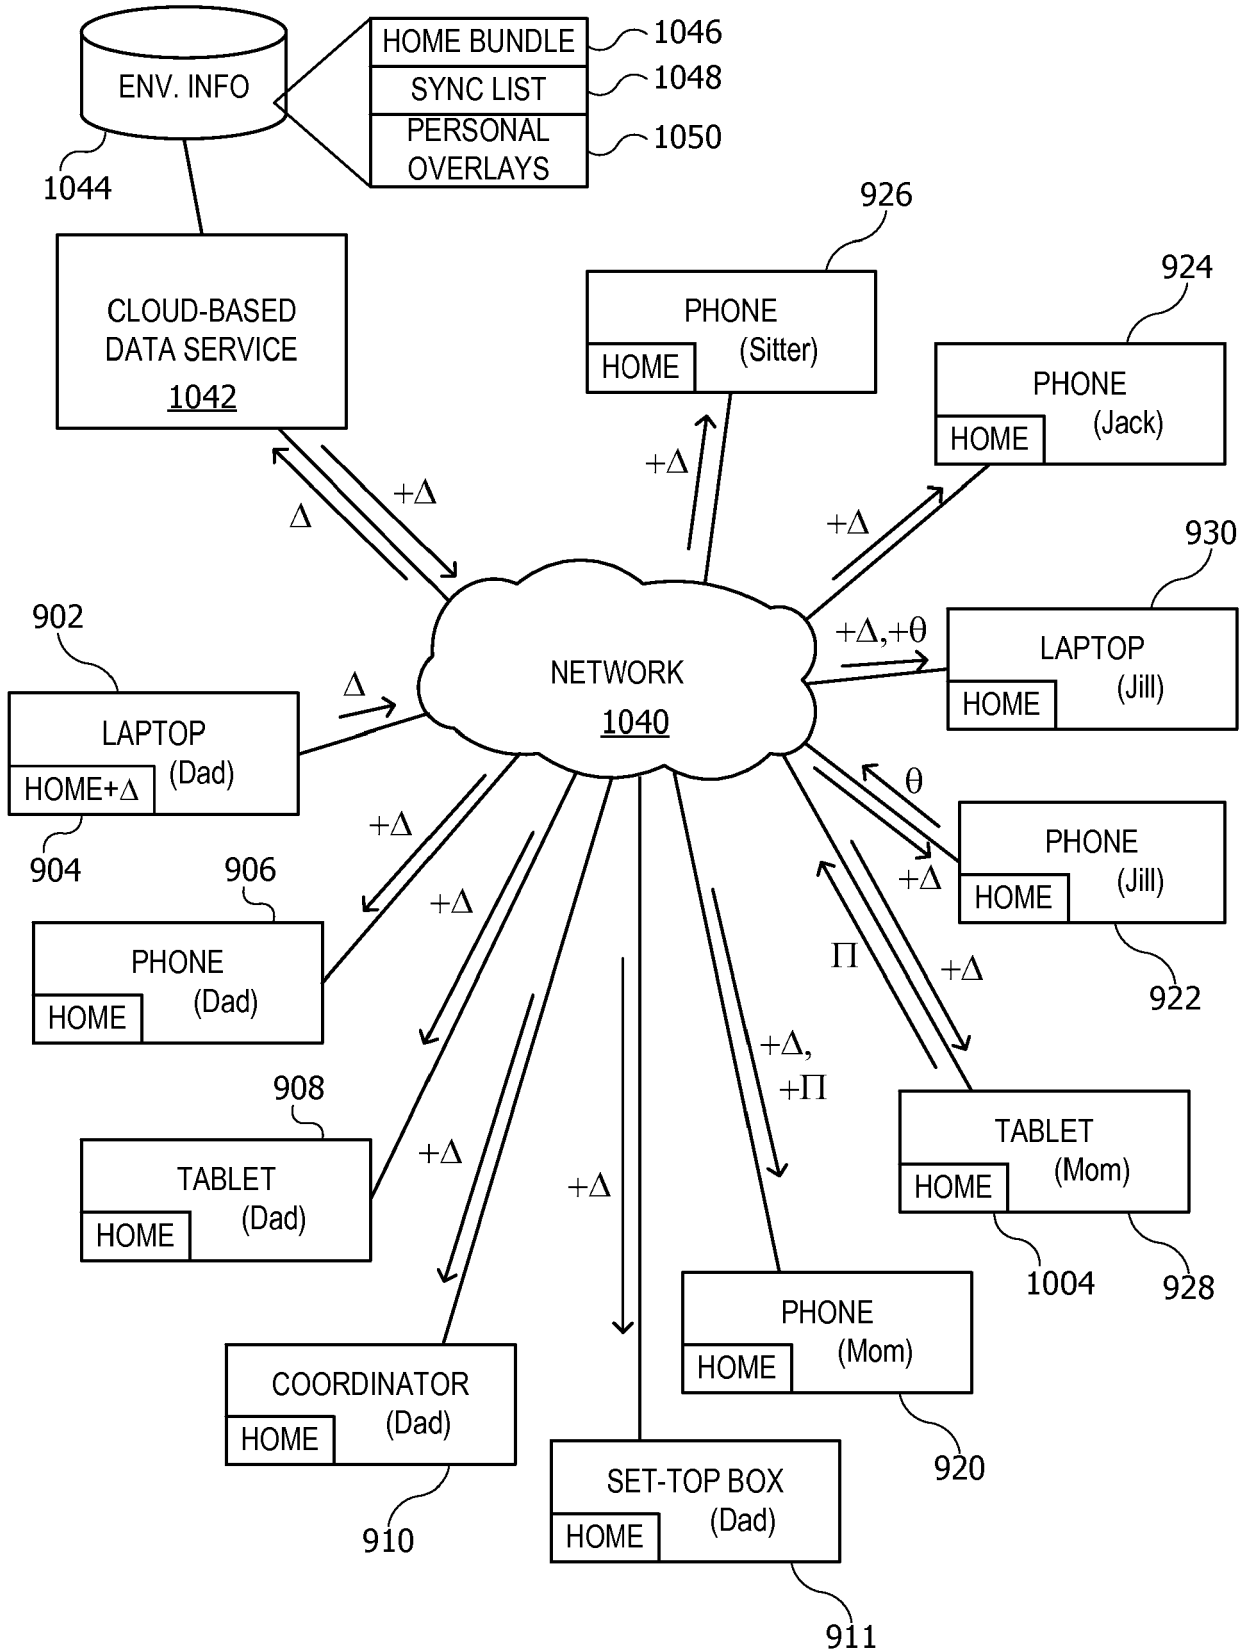 HOME BUNDLE
1046
SYNC LIST
1048
PERSONAL
OVERLAYS
1050
ENV. INFO
1044
CLOUD-BASED
DATA SERVICE
1042
+Δ
Δ
926
PHONE
(Sitter)
HOME
+Δ
924
PHONE
(Jack)
HOME
+Δ
930
LAPTOP
(Jill)
HOME
+Δ,+θ
NETWORK
1040
902
LAPTOP
(Dad)
HOME+Δ
904
Δ
θ
+Δ
PHONE
(Jill)
HOME
922
906
PHONE
(Dad)
HOME
+Δ
908
TABLET
(Dad)
HOME
+Δ
COORDINATOR
(Dad)
HOME
910
+Δ
SET-TOP BOX
(Dad)
HOME
911
+Δ
+Δ,
+Π
PHONE
(Mom)
HOME
920
Π
+Δ
TABLET
(Mom)
HOME
1004
928